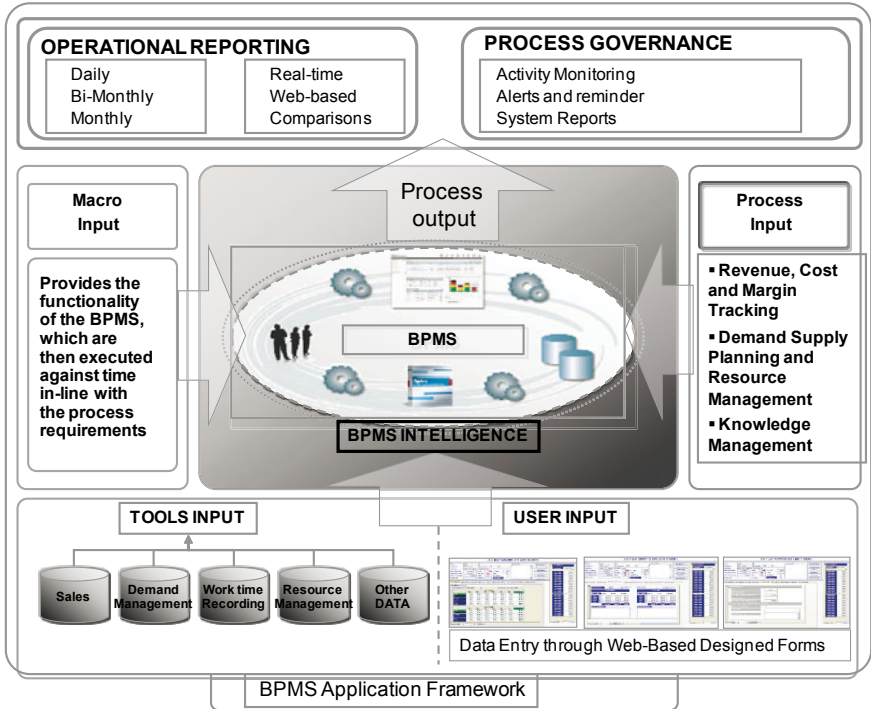 OPERATIONAL REPORTING
Daily
Bi-Monthly
Monthly
Real-time
Web-based
Comparisons
PROCESS GOVERNANCE
Activity Monitoring
Alerts and reminder
System Reports
Macro
Input
Provides the
functionality
of the BPMS,
which are
then executed
against time
in-line with
the process
requirements
Process
output
BPMS
BPMS INTELLIGENCE
Process
Input
▪ Revenue, Cost
and Margin
Tracking
▪ Demand Supply
Planning and
Resource
Management
▪ Knowledge
Management
TOOLS INPUT
Sales
Demand
Management
Work time
Recording
Resource
Management
Other
DATA
USER INPUT
Data Entry through Web-Based Designed Forms
BPMS Application Framework